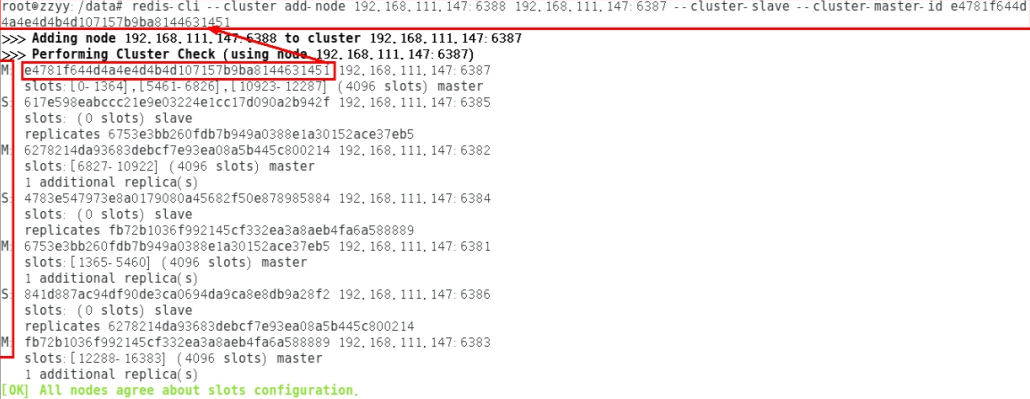 root@zzyy:/data# redis-cli --cluster add-node 192.168.111.147:6388 192.168.111.147:6387 --cluster-slave --cluster-master-id e4781f644d
4a4e4d4b4d107157b9ba8144631451
>>> Adding node 192.168.111.147:6388 to cluster 192.168.111.147:6387
>>> Performing Cluster Check (using node 192.168.111.147:6387)
M: e4781f644d4a4e4d4b4d107157b9ba8144631451 192.168.111.147:6387
slots:[0-1364],[5461-6826],[10923-12287] (4096 slots) master
S: 617e598eabccc21e9e03224e1cc17d090a2b942f 192.168.111.147:6385
slots: (0 slots) slave
replicates 6753e3bb260fdb7b949a0388e1a30152ace37eb5
M: 6278214da93683debcf7e93ea08a5b445c800214 192.168.111.147:6382
slots:[6827-10922] (4096 slots) master
1 additional replica(s)
S: 4783e547973e8a0179080a45682f50e878985884 192.168.111.147:6384
slots: (0 slots) slave
replicates fb72b1036f992145cf332ea3a8aeb4fa6a588889
M: 6753e3bb260fdb7b949a0388e1a30152ace37eb5 192.168.111.147:6381
slots:[1365-5460] (4096 slots) master
1 additional replica(s)
S: 841d887ac94df90de3ca0694da9ca8e8db9a28f2 192.168.111.147:6386
slots: (0 slots) slave
replicates 6278214da93683debcf7e93ea08a5b445c800214
M: fb72b1036f992145cf332ea3a8aeb4fa6a588889 192.168.111.147:6383
slots:[12288-16383] (4096 slots) master
1 additional replica(s)
[OK] All nodes agree about slots configuration.